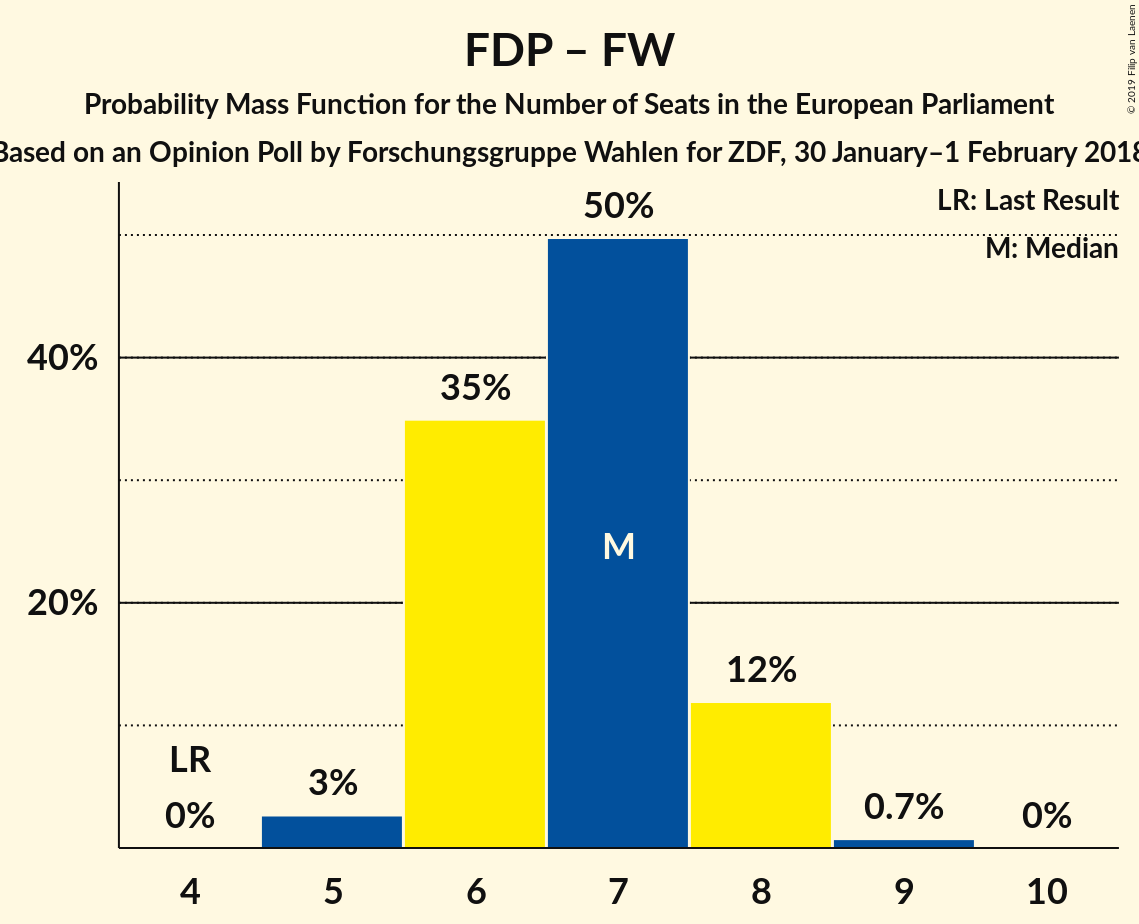 FDP – FW
Probability Mass Function for the Number of Seats in the European Parliament
Based on an Opinion Poll by Forschungsgruppe Wahlen for ZDF, 30 January–1 February 2018
© 2019 Filip van Laenen
LR: Last Result
M: Median
50%
40%
35%
M
20%
12%
LR
0%
3%
0.7%
0%
4 5 6 7 8 9 10